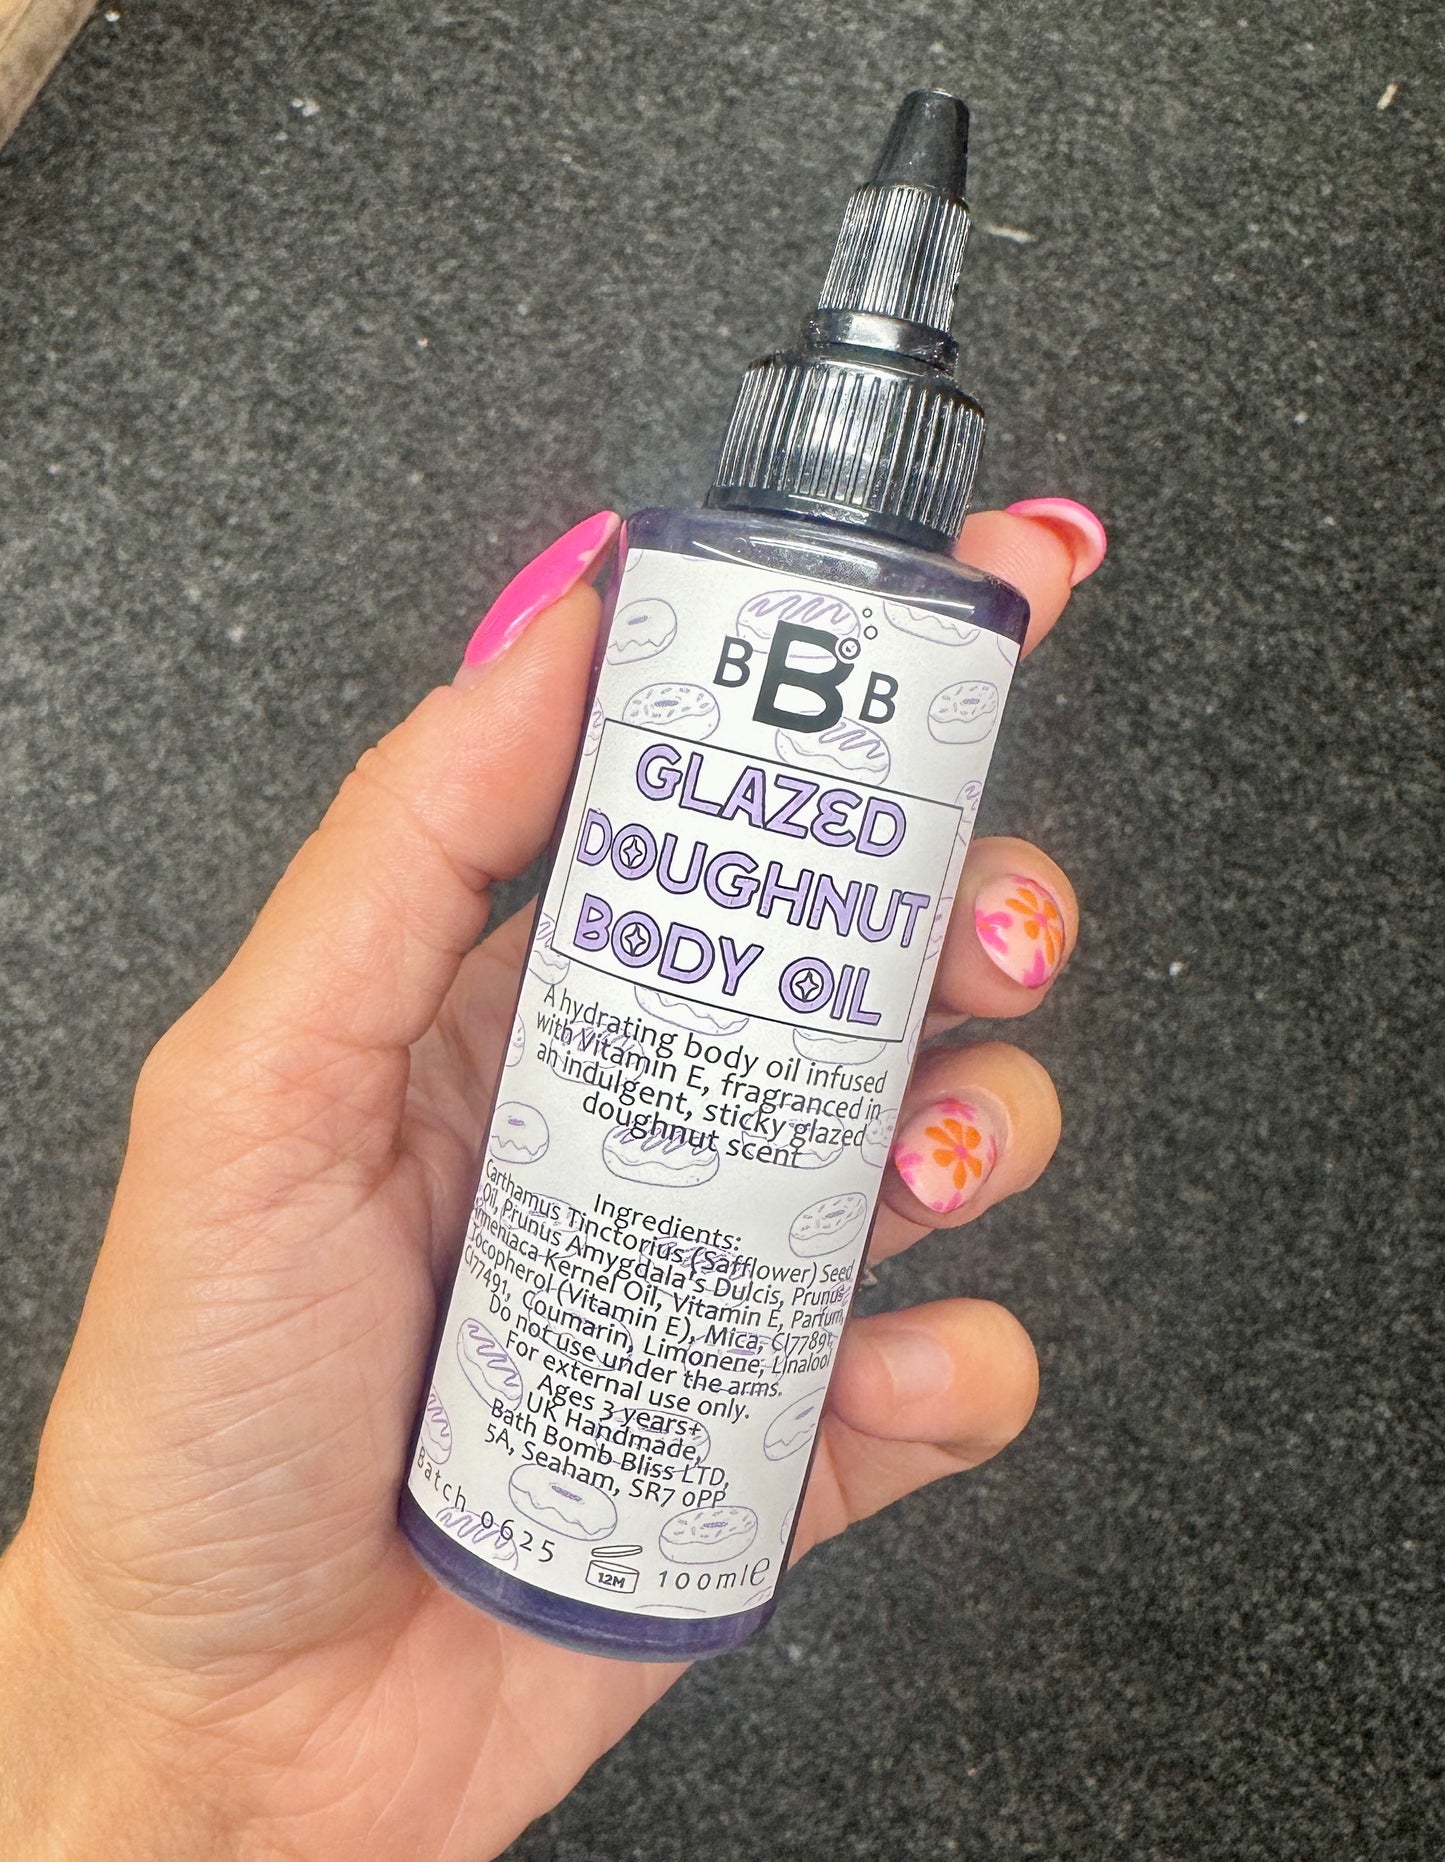 B B B
GLAZED
DOUGHNUT
BODY OIL
A hydrating body oil infused
with Vitamin E, fragranced in
an indulgent, sticky glazed
doughnut scent
Ingredients:
Carthamus Tinctorius (Safflower) Seed
Oil, Prunus Amygdala's Dulcis, Prunus
Armeniaca Kernel Oil, Vitamin E, Parfum,
Tocopherol (Vitamin E), Mica, CI77891,
CI77491, Coumarin, Limonene, Linalool
Do not use under the arms.
For external use only.
Ages 3 years+
UK Handmade,
Bath Bomb Bliss LTD,
5A, Seaham, SR7 0PP
Batch 0625
12M
100ml e